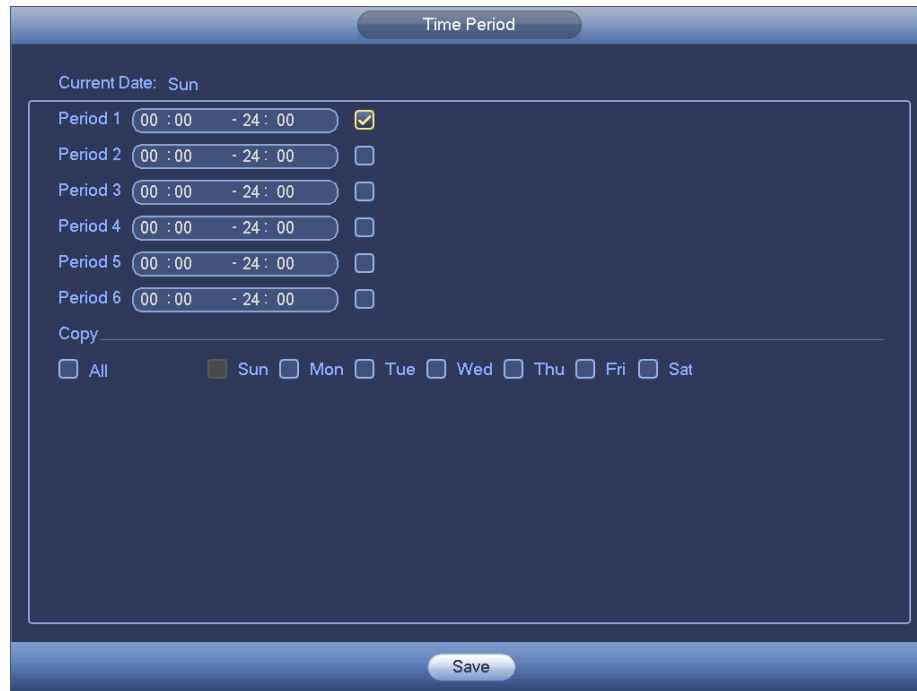 Time Period
Current Date: Sun
Period 1 00 :00 - 24 : 00
Period 2 00 :00 - 24 : 00
Period 3 00 :00 - 24 : 00
Period 4 00 :00 - 24 : 00
Period 5 00 :00 - 24 : 00
Period 6 00 :00 - 24 : 00
Copy
All Sun Mon Tue Wed Thu Fri Sat
Save